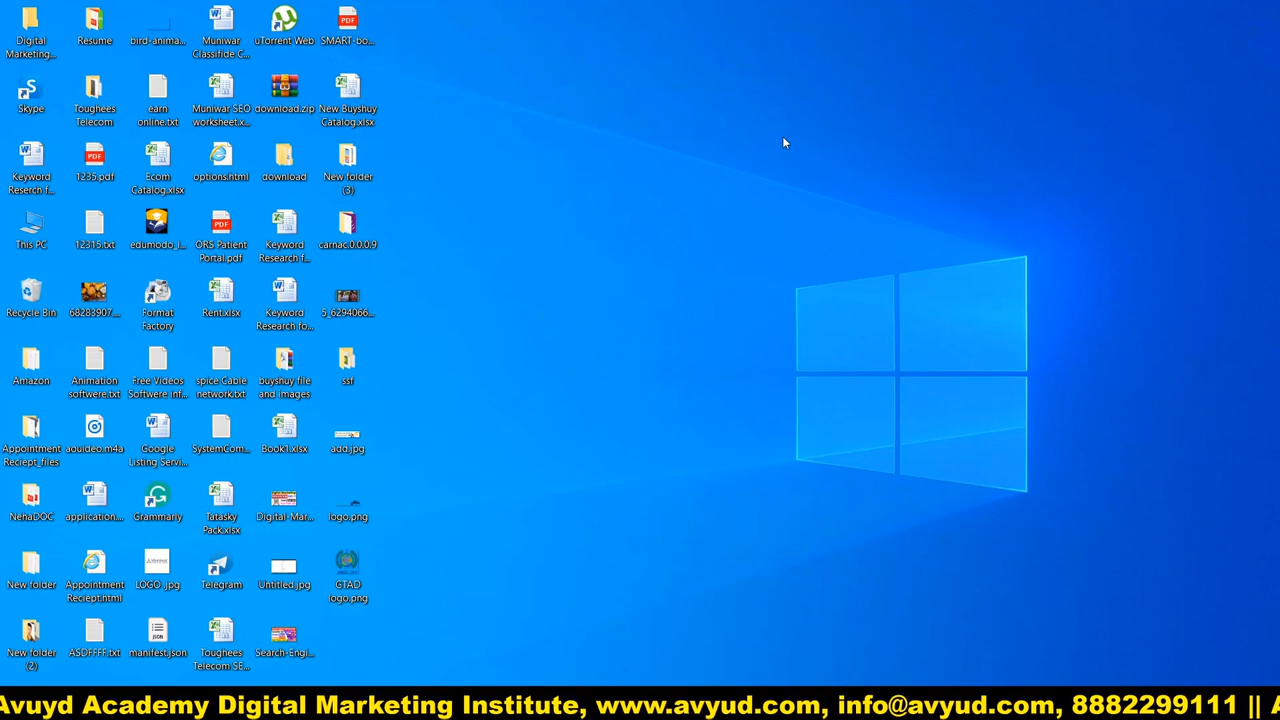 Digital
Marketing...
Resume
bird-anima...
Muniwar
Classifide C...
uTorrent Web
SMART-bo...
Skype
Toughees
Telecom
earn
online.txt
Muniwar SEO
worksheet.x...
download.zip
New Buyshuy
Catalog.xlsx
Keyword
Reserch f...
1235.pdf
Ecom
Catalog.xlsx
options.html
download
New folder
(3)
This PC
12315.txt
edumodo_l...
ORS Patient
Portal.pdf
Keyword
Research f...
carnac.0.0.0.9
Recycle Bin
68283907_...
Format
Factory
Rent.xlsx
Keyword
Research fo...
5_6294066...
Amazon
Animation
softwere.txt
Free Videos
Softwere inf...
spice Cable
network.txt
buyshuy file
and images
ssf
Appointment
Reciept_files
aouideo.m4a
Google
Listing Servi...
SystemCom...
Book1.xlsx
add.jpg
NehaDOC
application....
Grammarly
Tatasky
Pack.xlsx
Digital-Mar...
logo.png
New folder
Appointment
Reciept.html
LOGO .jpg
Telegram
Untitled.jpg
GTAD
logo.png
New folder
(2)
ASDFFFF.txt
manifest.json
Toughees
Telecom SE...
Search-Engi...
Avuyd Academy Digital Marketing Institute, www.avyud.com, info@avyud.com, 8882299111 || A